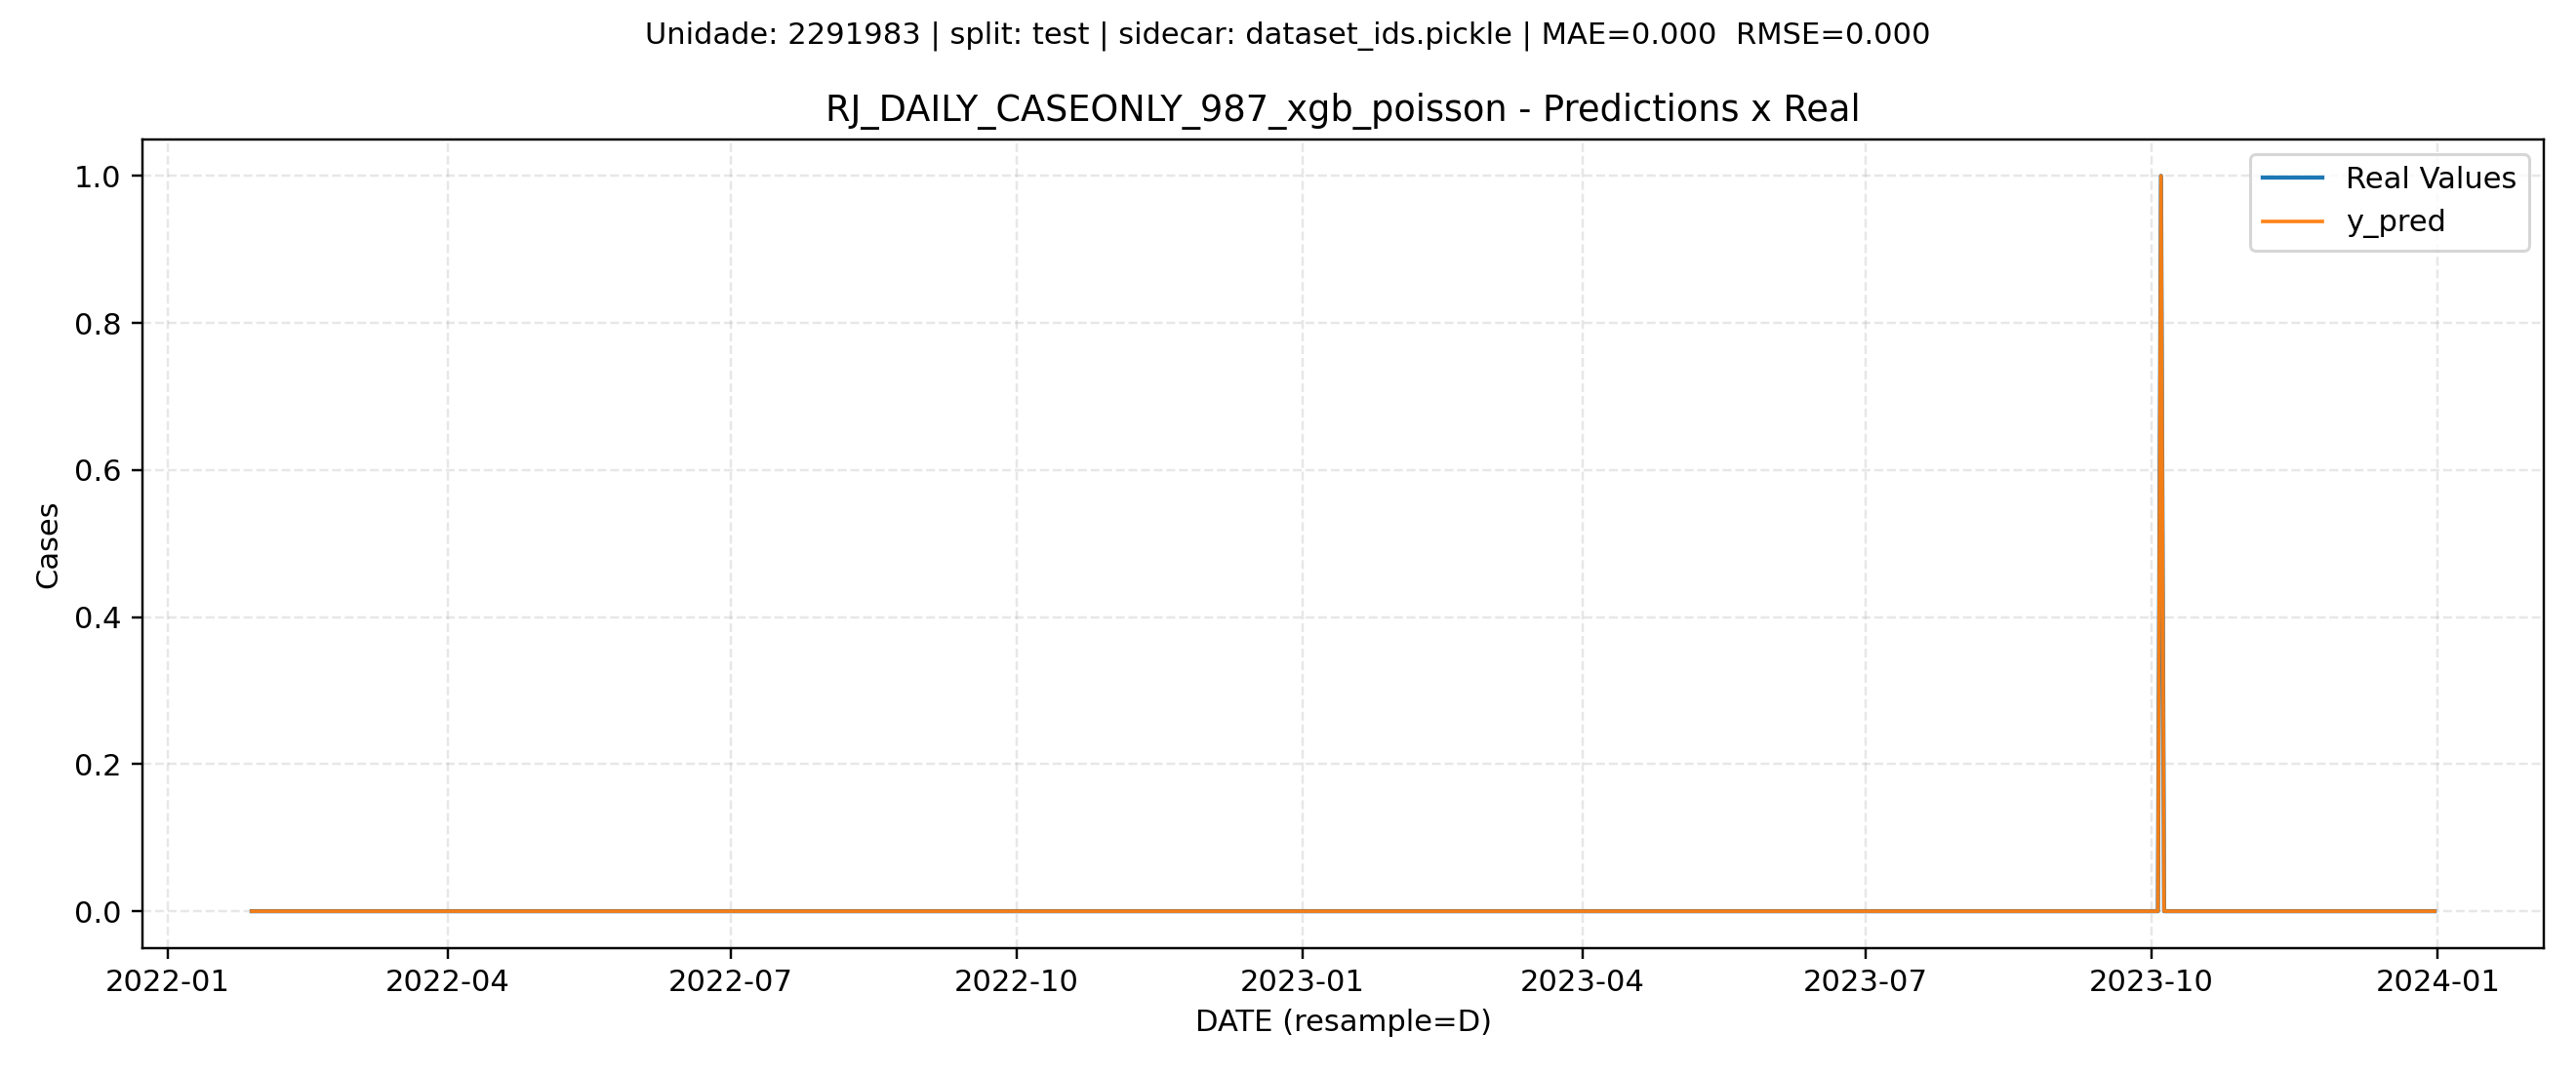 Unidade: 2291983 | split: test | sidecar: dataset_ids.pickle | MAE=0.000  RMSE=0.000
RJ_DAILY_CASEONLY_987_xgb_poisson - Predictions x Real
Real Values
y_pred
1.0
0.8
0.6
0.4
0.2
0.0
Cases
2022-01
2022-04
2022-07
2022-10
2023-01
2023-04
2023-07
2023-10
2024-01
DATE (resample=D)